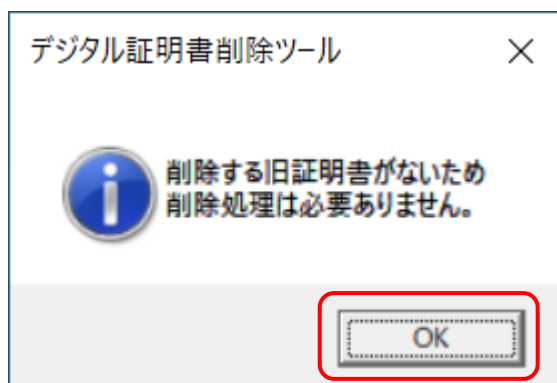 デジタル証明書削除ツール
削除する旧証明書がないため
削除処理は必要ありません。
OK